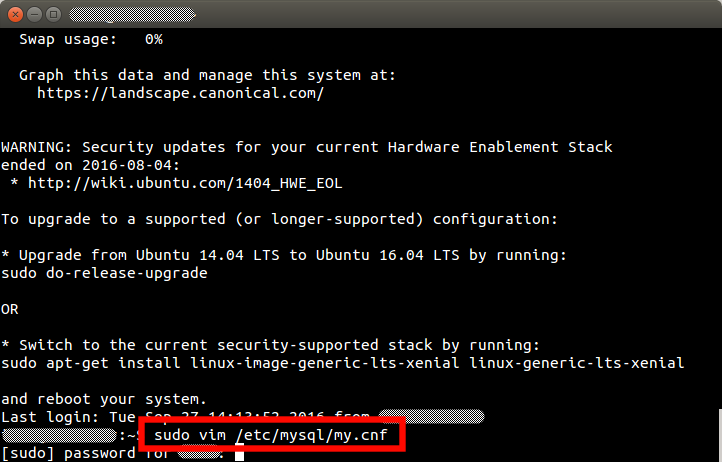 Swap usage:   0%
Graph this data and manage this system at:
https://landscape.canonical.com/
WARNING: Security updates for your current Hardware Enablement Stack
ended on 2016-08-04:
* http://wiki.ubuntu.com/1404_HWE_EOL
To upgrade to a supported (or longer-supported) configuration:
* Upgrade from Ubuntu 14.04 LTS to Ubuntu 16.04 LTS by running:
sudo do-release-upgrade
OR
* Switch to the current security-supported stack by running:
sudo apt-get install linux-image-generic-lts-xenial linux-generic-lts-xenial
and reboot your system.
Last login: Tue Sep 27 14:13:52 2016 from
:~$ sudo vim /etc/mysql/my.cnf
[sudo] password for :